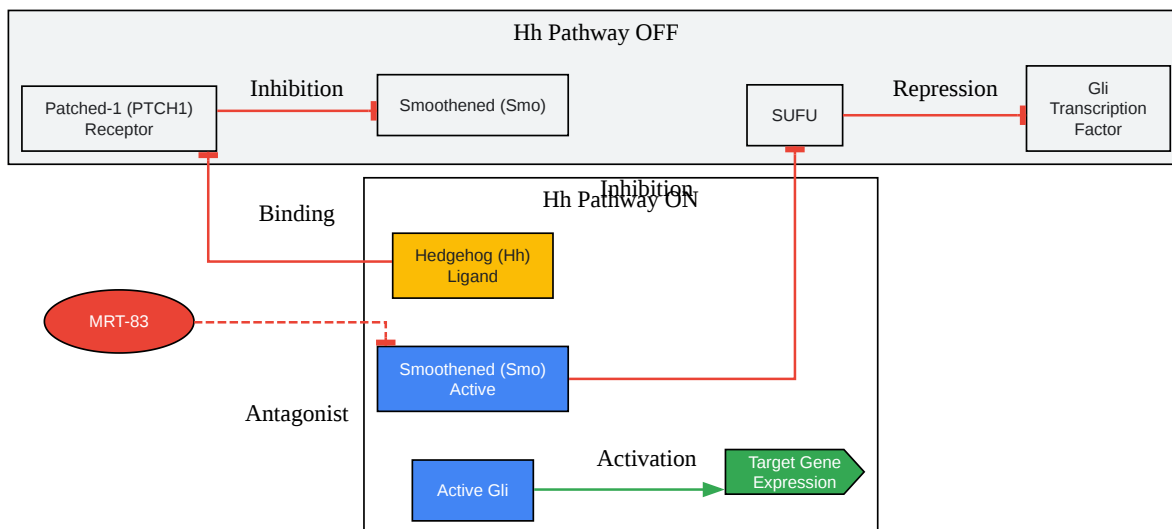 Hh Pathway OFF
Inhibition
Repression
Patched-1 (PTCH1)
Receptor
Smoothened (Smo)
SUFU
Gli
Transcription
Factor
Inhibition
Hh Pathway ON
Binding
Hedgehog (Hh)
Ligand
MRT-83
Smoothened (Smo)
Active
Antagonist
Activation
Active Gli
Target Gene
Expression